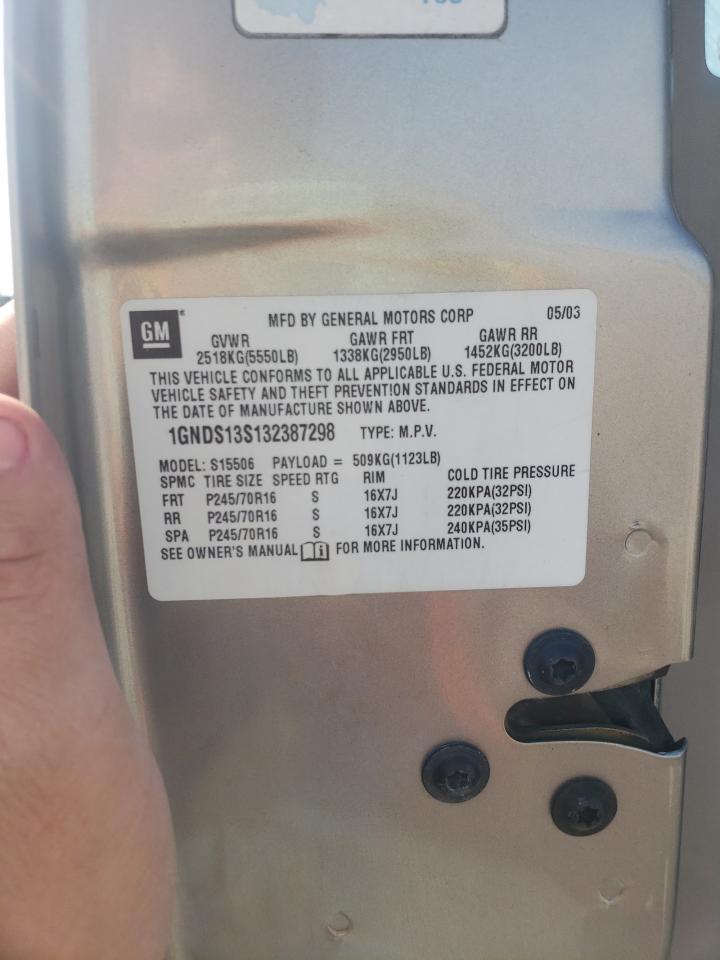 GM
MFD BY GENERAL MOTORS CORP 05/03
GVWR GAWR FRT GAWR RR
2518KG(5550LB) 1338KG(2950LB) 1452KG(3200LB)
THIS VEHICLE CONFORMS TO ALL APPLICABLE U.S. FEDERAL MOTOR
VEHICLE SAFETY AND THEFT PREVENTION STANDARDS IN EFFECT ON
THE DATE OF MANUFACTURE SHOWN ABOVE.
1GNDS13S132387298 TYPE: M.P.V.
MODEL: S15506 PAYLOAD = 509KG(1123LB)
SPMC TIRE SIZE SPEED RTG RIM COLD TIRE PRESSURE
FRT P245/70R16 S 16X7J 220KPA(32PSI)
RR P245/70R16 S 16X7J 220KPA(32PSI)
SPA P245/70R16 S 16X7J 240KPA(35PSI)
SEE OWNER'S MANUAL FOR MORE INFORMATION.